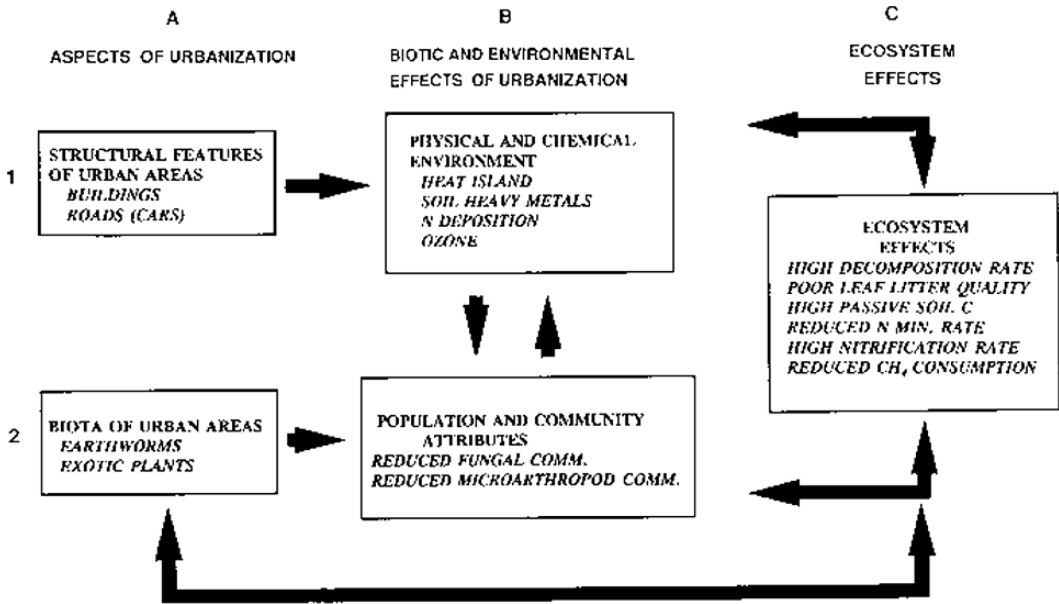 A
B
C
ASPECTS OF URBANIZATION
BIOTIC AND ENVIRONMENTAL
EFFECTS OF URBANIZATION
ECOSYSTEM
EFFECTS
1
STRUCTURAL FEATURES
OF URBAN AREAS
BUILDINGS
ROADS (CARS)
PHYSICAL AND CHEMICAL
ENVIRONMENT
HEAT ISLAND
SOIL HEAVY METALS
N DEPOSITION
OZONE
ECOSYSTEM
EFFECTS
HIGH DECOMPOSITION RATE
POOR LEAF LITTER QUALITY
HIGH PASSIVE SOIL C
REDUCED N MIN. RATE
HIGH NITRIFICATION RATE
REDUCED CH₄ CONSUMPTION
2
BIOTA OF URBAN AREAS
EARTHWORMS
EXOTIC PLANTS
POPULATION AND COMMUNITY
ATTRIBUTES
REDUCED FUNGAL COMM.
REDUCED MICROARTHROPOD COMM.